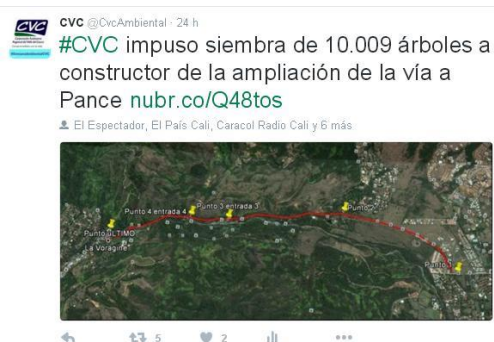 CVC
CVC @CvcAmbiental · 24 h
#CVC impuso siembra de 10.009 árboles a
constructor de la ampliación de la vía a
Pance nubr.co/Q48tos
El Espectador, El País Cali, Caracol Radio Cali y 6 más
Punto 4 entrada 4
Punto 3 entrada 3
Punto ULTIMO
La Voragine
5
2